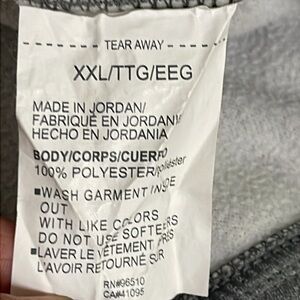 TEAR AWAY
XXL/TTG/EEG
MADE IN JORDAN/
FABRIQUÉ EN JORDANIE
HECHO EN JORDANIA
BODY/CORPS/CUERPO
100% POLYESTER/poliéster
■WASH GARMENT INSIDE
OUT
WITH LIKE COLORS
DO NOT USE SOFTENERS
■LAVER LE VÊTEMENT
L'AVOIR RETOURNÉ SUR
RN#96510
CA#41095